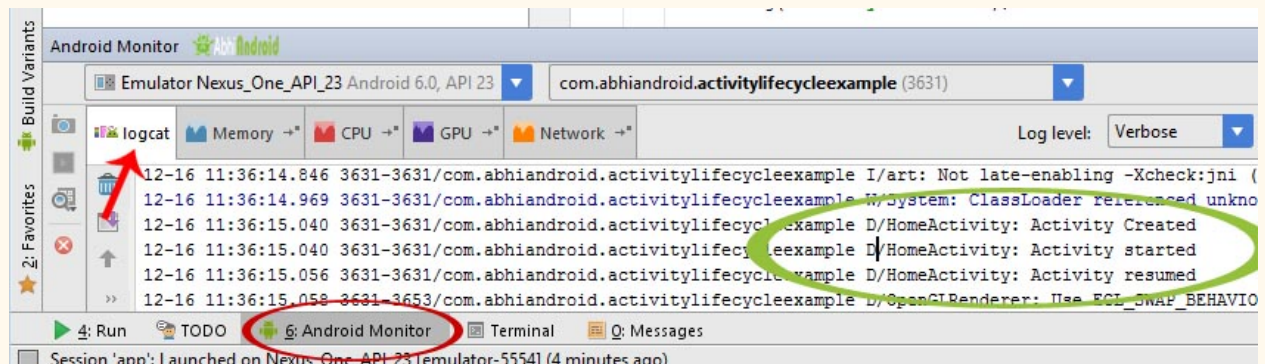 Build Variants
Android Monitor AbhiAndroid
Emulator Nexus_One_API_23 Android 6.0, API 23 com.abhiandroid.activitylifecycleexample (3631)
logcat Memory →" CPU →" GPU →" Network →" Log level: Verbose
12-16 11:36:14.846 3631-3631/com.abhiandroid.activitylifecycleexample I/art: Not late-enabling -Xcheck:jni (
12-16 11:36:14.969 3631-3631/com.abhiandroid.activitylifecycleexample W/System: ClassLoader referenced unkno
12-16 11:36:15.040 3631-3631/com.abhiandroid.activitylifecycleexample D/HomeActivity: Activity Created
12-16 11:36:15.040 3631-3631/com.abhiandroid.activitylifecycleexample D/HomeActivity: Activity started
12-16 11:36:15.056 3631-3631/com.abhiandroid.activitylifecycleexample D/HomeActivity: Activity resumed
12-16 11:36:15.058 3631-3653/com.abhiandroid.activitylifecycleexample D/OpenGLRenderer: Use EGL_SWAP_BEHAVIO
2: Favorites
4: Run TODO 6: Android Monitor Terminal 0: Messages
Session 'app': Launched on Nexus_One_API_23 [emulator-5554] (4 minutes ago)